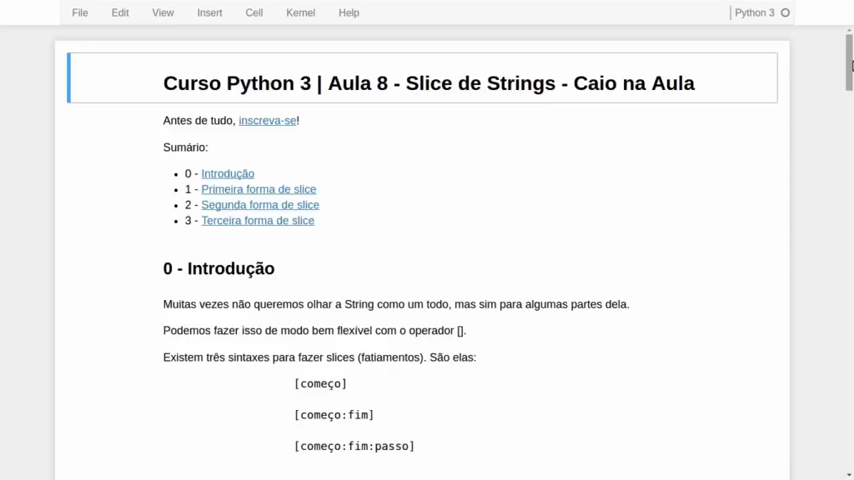 File Edit View Insert Cell Kernel Help Python 3
Curso Python 3 | Aula 8 - Slice de Strings - Caio na Aula
Antes de tudo, inscreva-se!
Sumário:
0 - Introdução
1 - Primeira forma de slice
2 - Segunda forma de slice
3 - Terceira forma de slice
0 - Introdução
Muitas vezes não queremos olhar a String como um todo, mas sim para algumas partes dela.
Podemos fazer isso de modo bem flexível com o operador [].
Existem três sintaxes para fazer slices (fatiamentos). São elas:
[começo]
[começo:fim]
[começo:fim:passo]